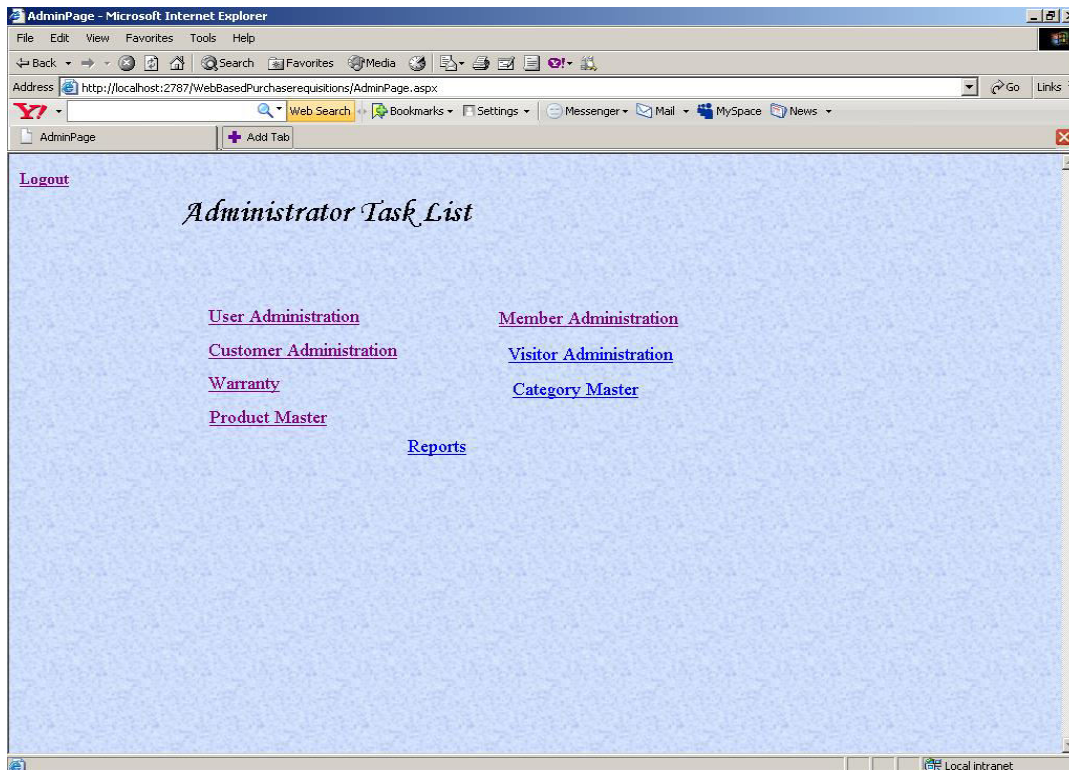 AdminPage - Microsoft Internet Explorer
File Edit View Favorites Tools Help
Back Search Favorites Media
Address http://localhost:2787/WebBasedPurchaserequisitions/AdminPage.aspx Go Links
Y! Web Search Bookmarks Settings Messenger Mail MySpace News
AdminPage Add Tab
Logout
Administrator Task List
User Administration Member Administration
Customer Administration Visitor Administration
Warranty Category Master
Product Master
Reports
Local intranet